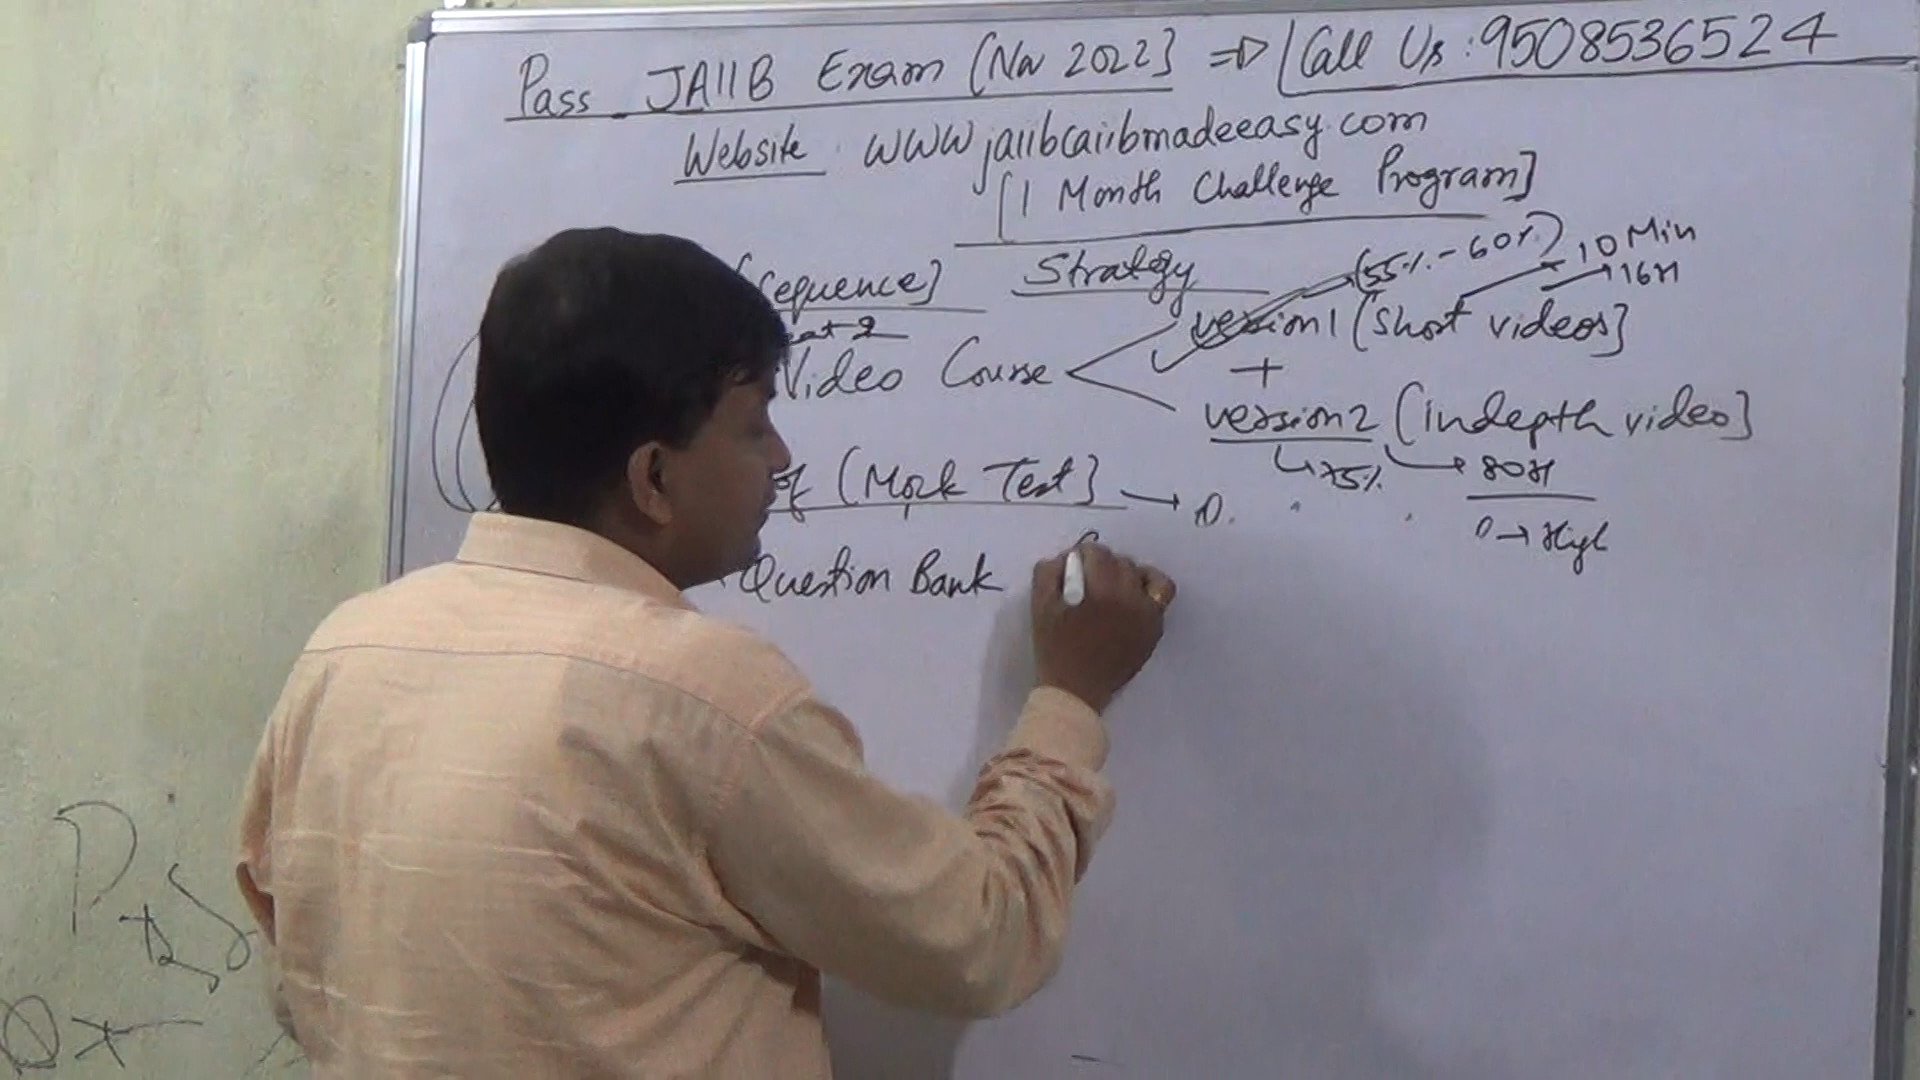 Pass JAIIB Exam (Nov 2022] ⇒ Call Us : 9508536524
Website www.jaiibcaiibmadeeasy.com
[1 Month Challenge Program]
equence] Strategy (55%-60%) 10 Min
16H
version1 (short videos]
Video Course
+
version2 (indepth video]
75% 80H
of (Mock Test] →
0 → High
Question Bank